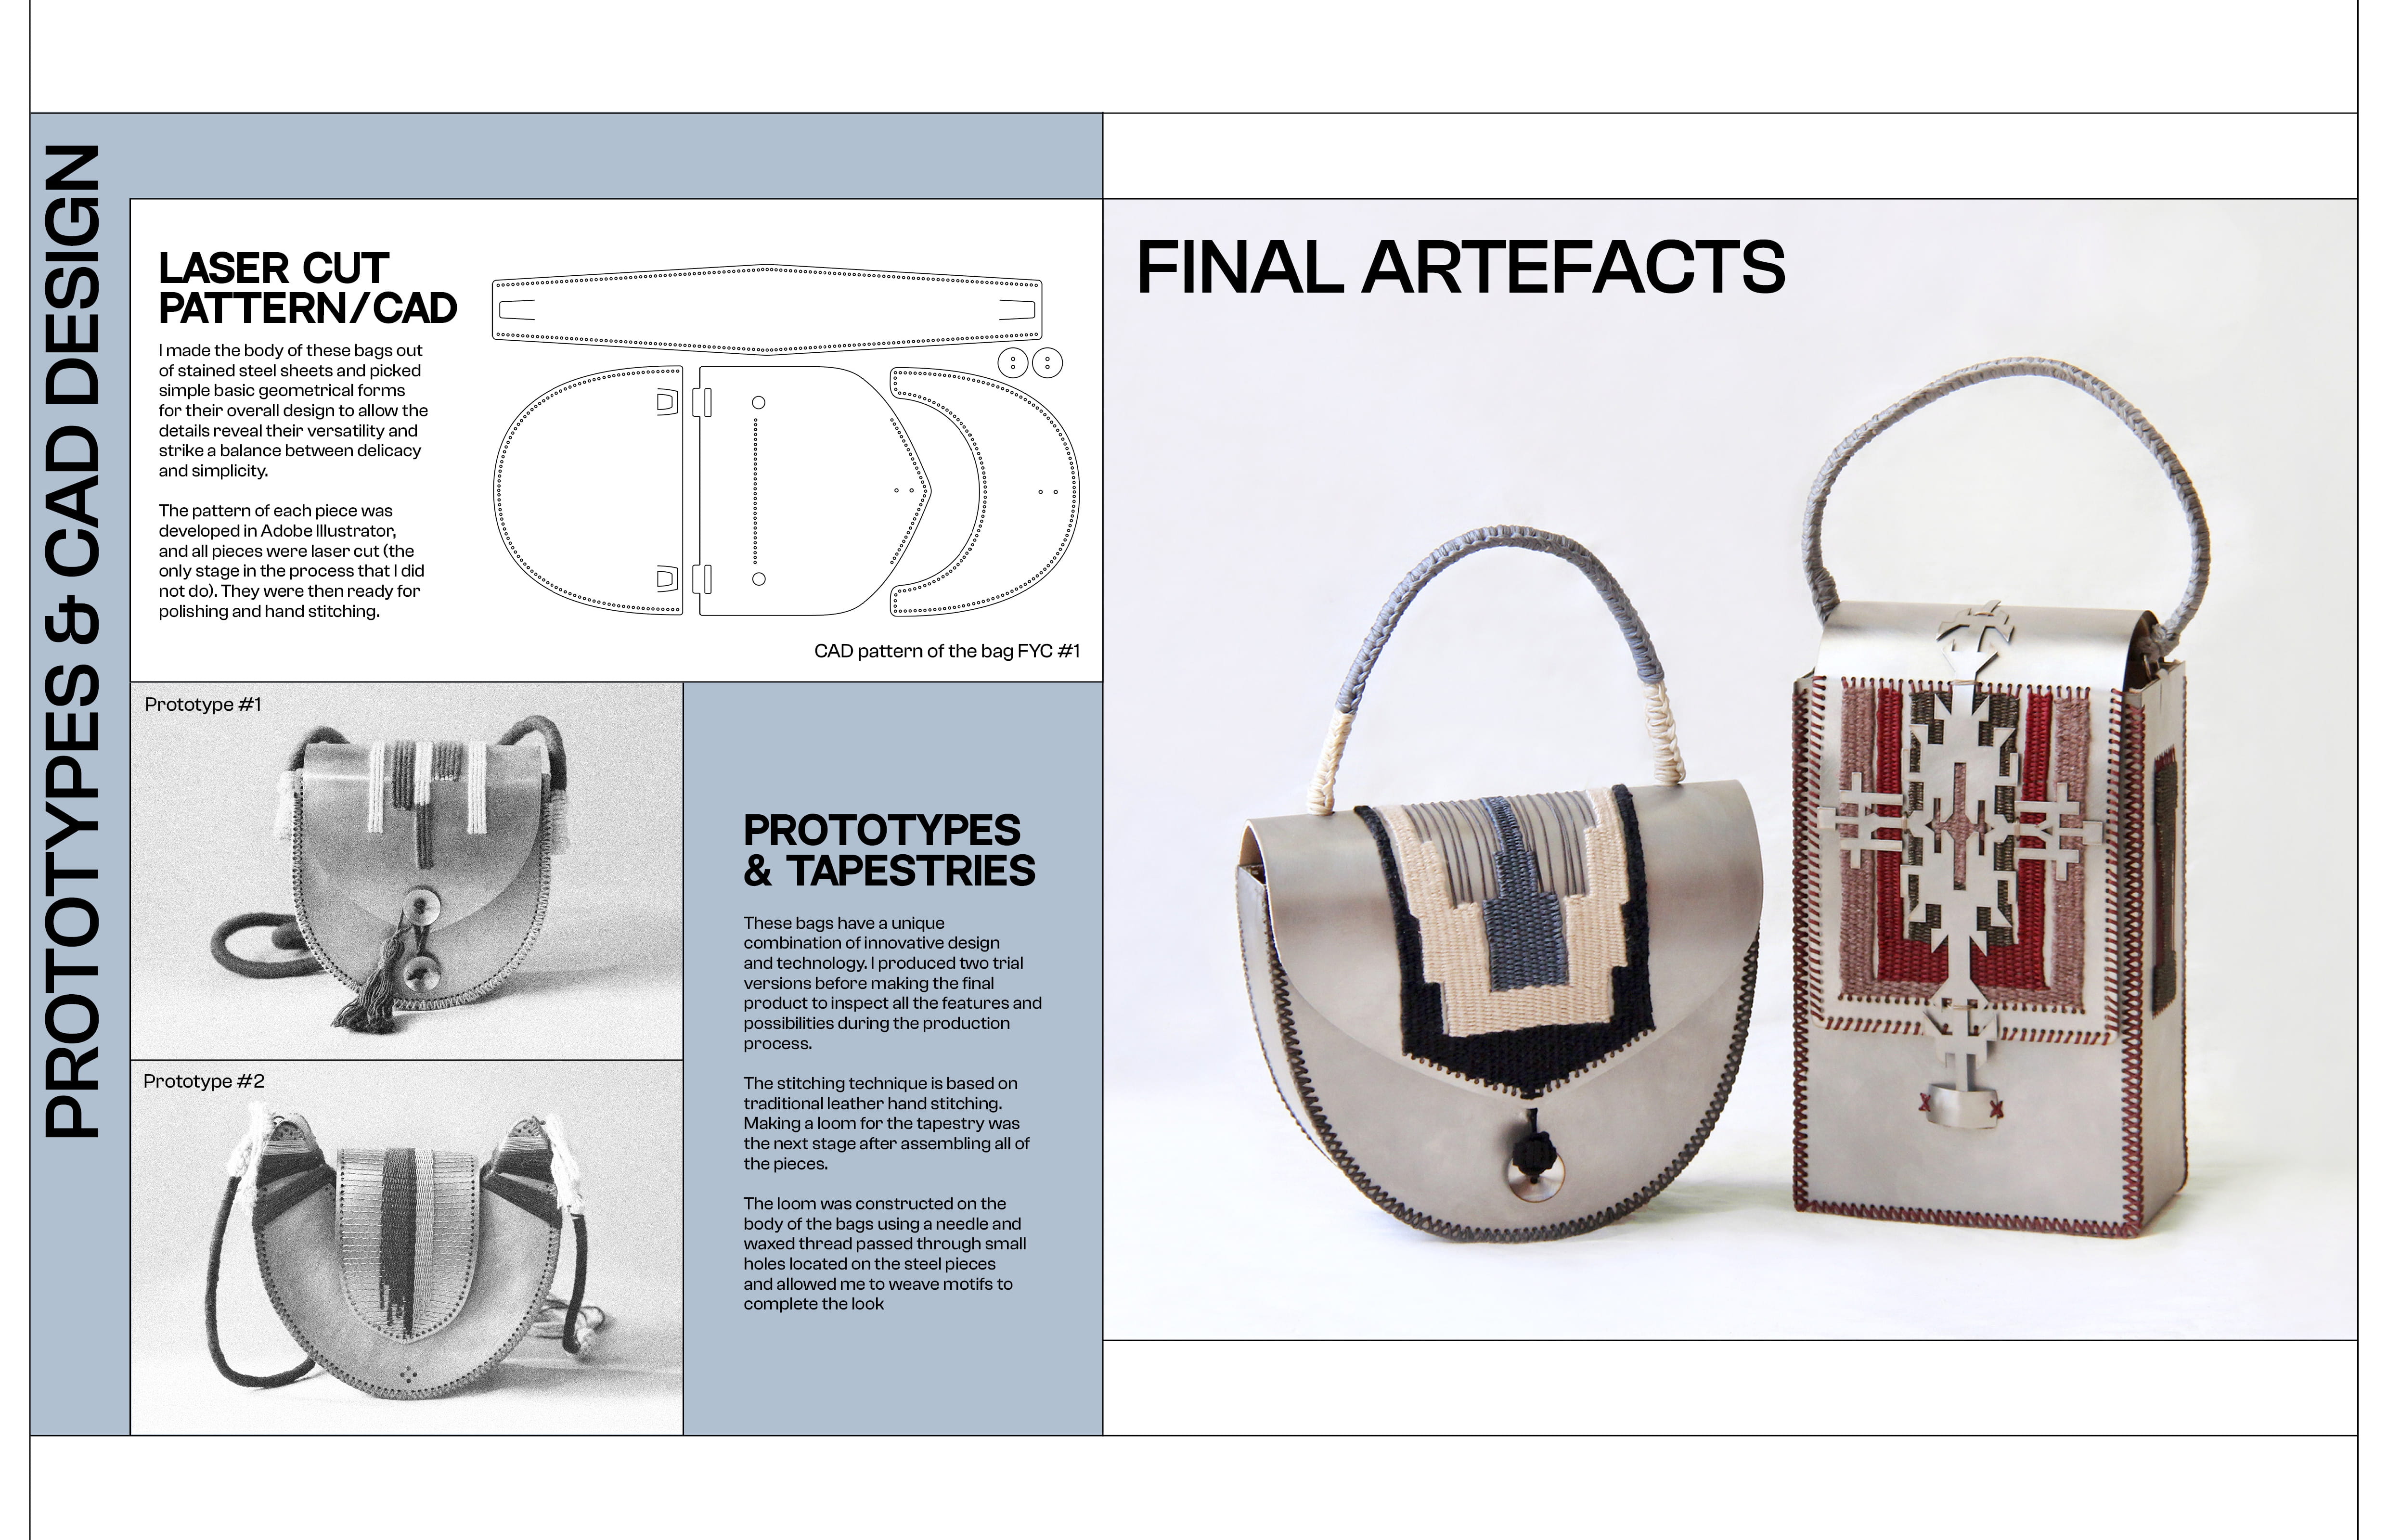 PROTOTYPES & CAD DESIGN
LASER CUT
PATTERN/CAD
I made the body of these bags out
of stained steel sheets and picked
simple basic geometrical forms
for their overall design to allow the
details reveal their versatility and
strike a balance between delicacy
and simplicity.
The pattern of each piece was
developed in Adobe Illustrator,
and all pieces were laser cut (the
only stage in the process that I did
not do). They were then ready for
polishing and hand stitching.
CAD pattern of the bag FYC #1
Prototype #1
Prototype #2
PROTOTYPES
& TAPESTRIES
These bags have a unique
combination of innovative design
and technology. I produced two trial
versions before making the final
product to inspect all the features and
possibilities during the production
process.
The stitching technique is based on
traditional leather hand stitching.
Making a loom for the tapestry was
the next stage after assembling all of
the pieces.
The loom was constructed on the
body of the bags using a needle and
waxed thread passed through small
holes located on the steel pieces
and allowed me to weave motifs to
complete the look
FINAL ARTEFACTS